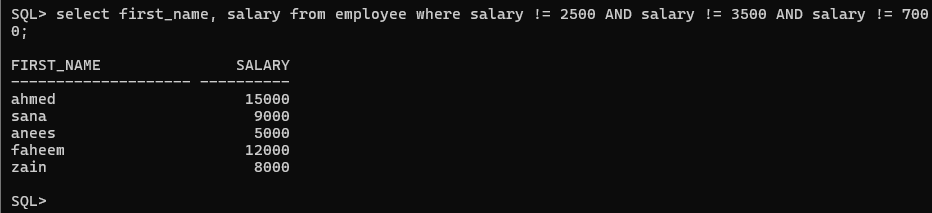 SQL> select first_name, salary from employee where salary != 2500 AND salary != 3500 AND salary != 700
0;
FIRST_NAME                   SALARY
-------------------- ----------
ahmed                     15000
sana                       9000
anees                      5000
faheem                    12000
zain                       8000
SQL>